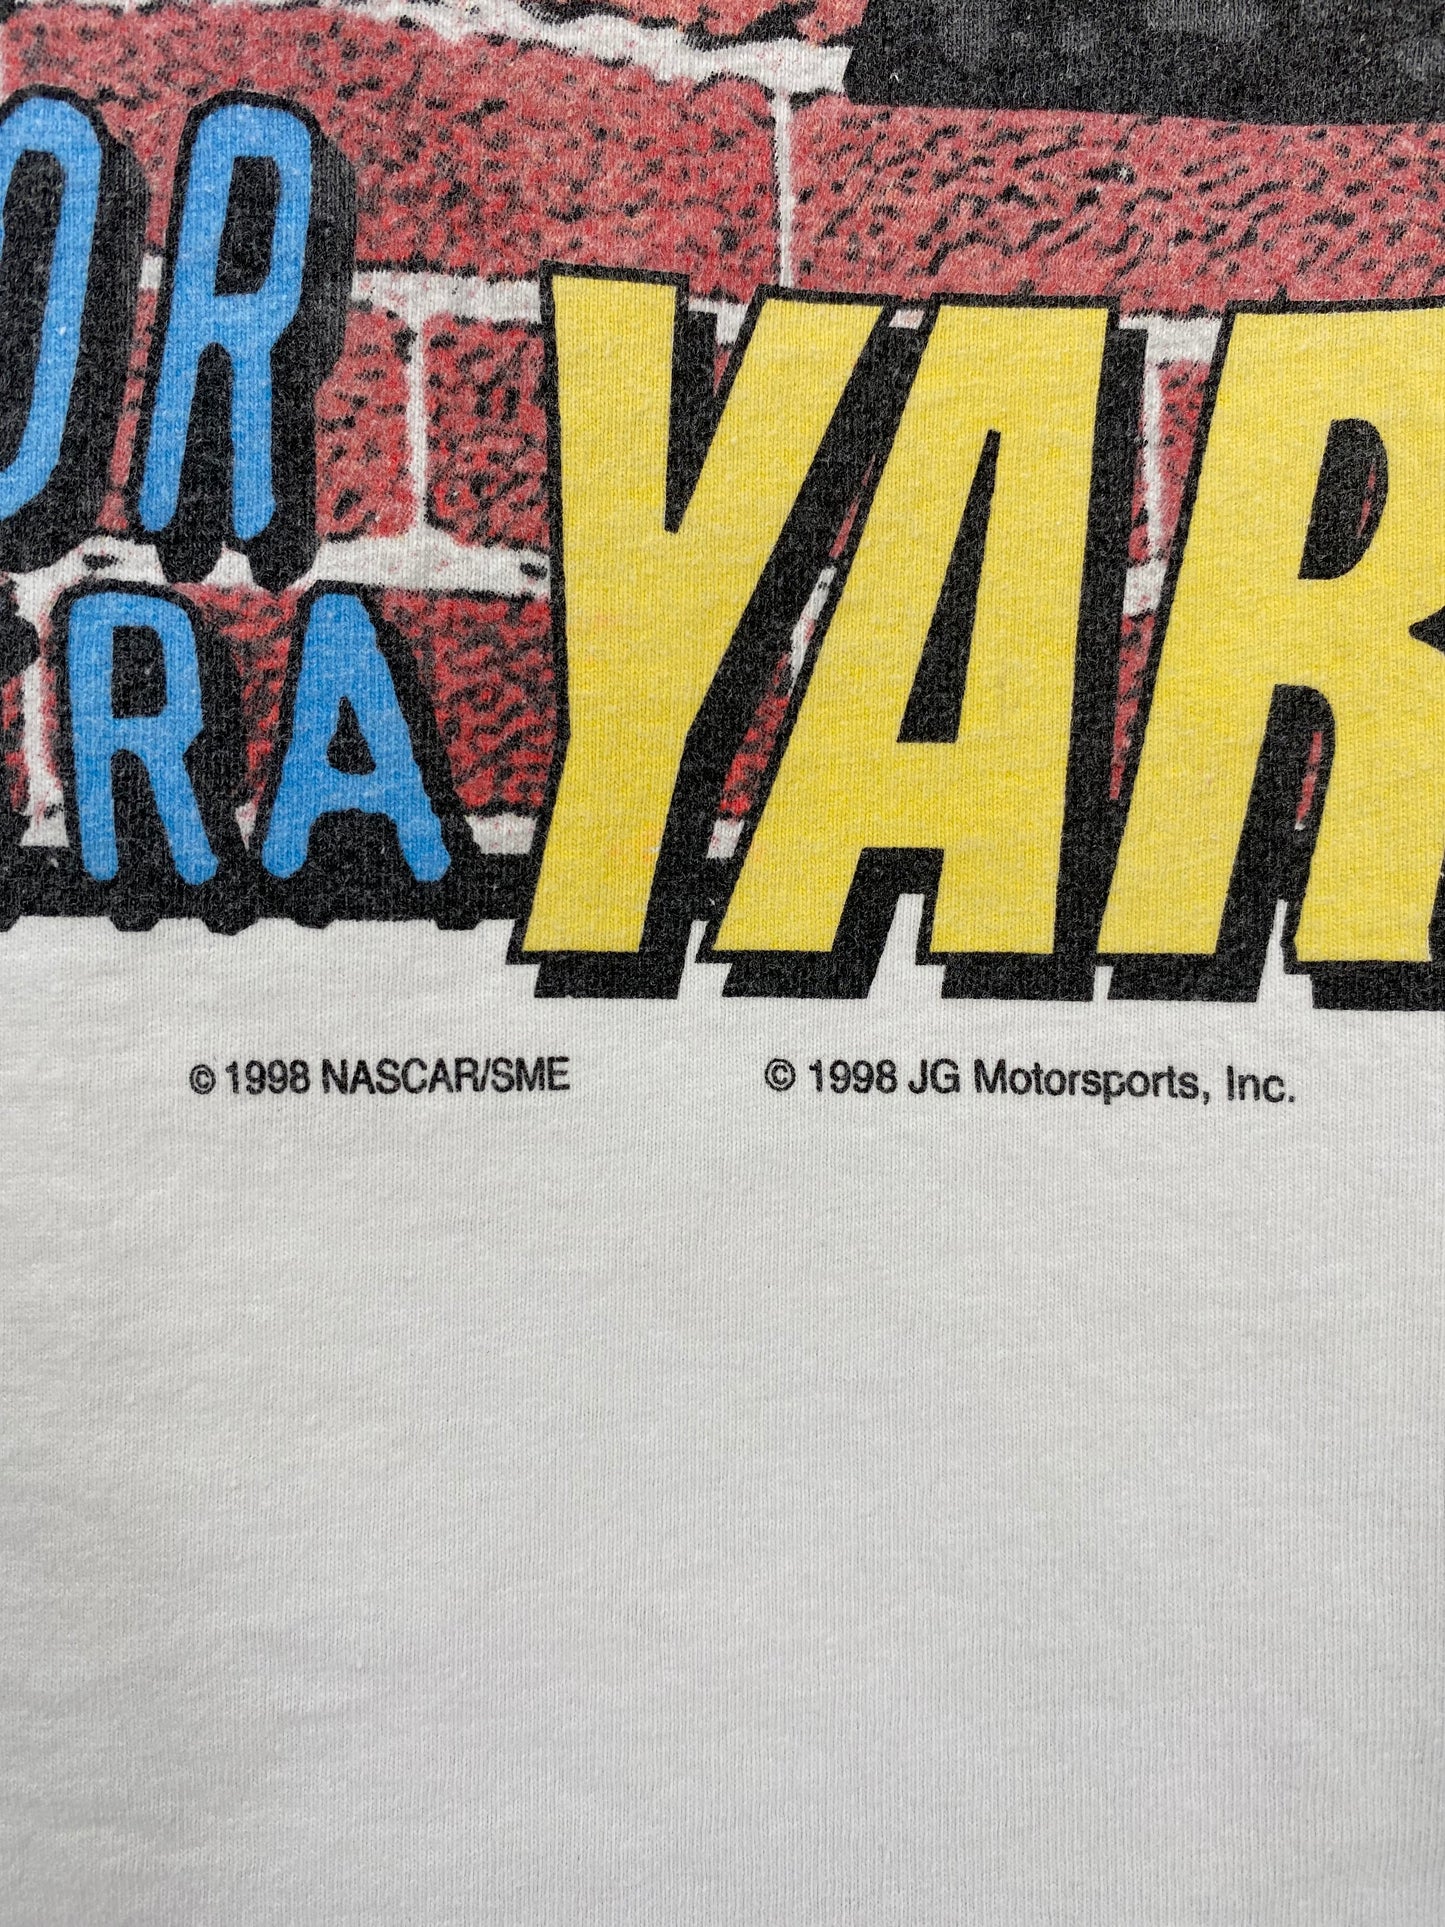 OR
RA YAR
© 1998 NASCAR/SME © 1998 JG Motorsports, Inc.